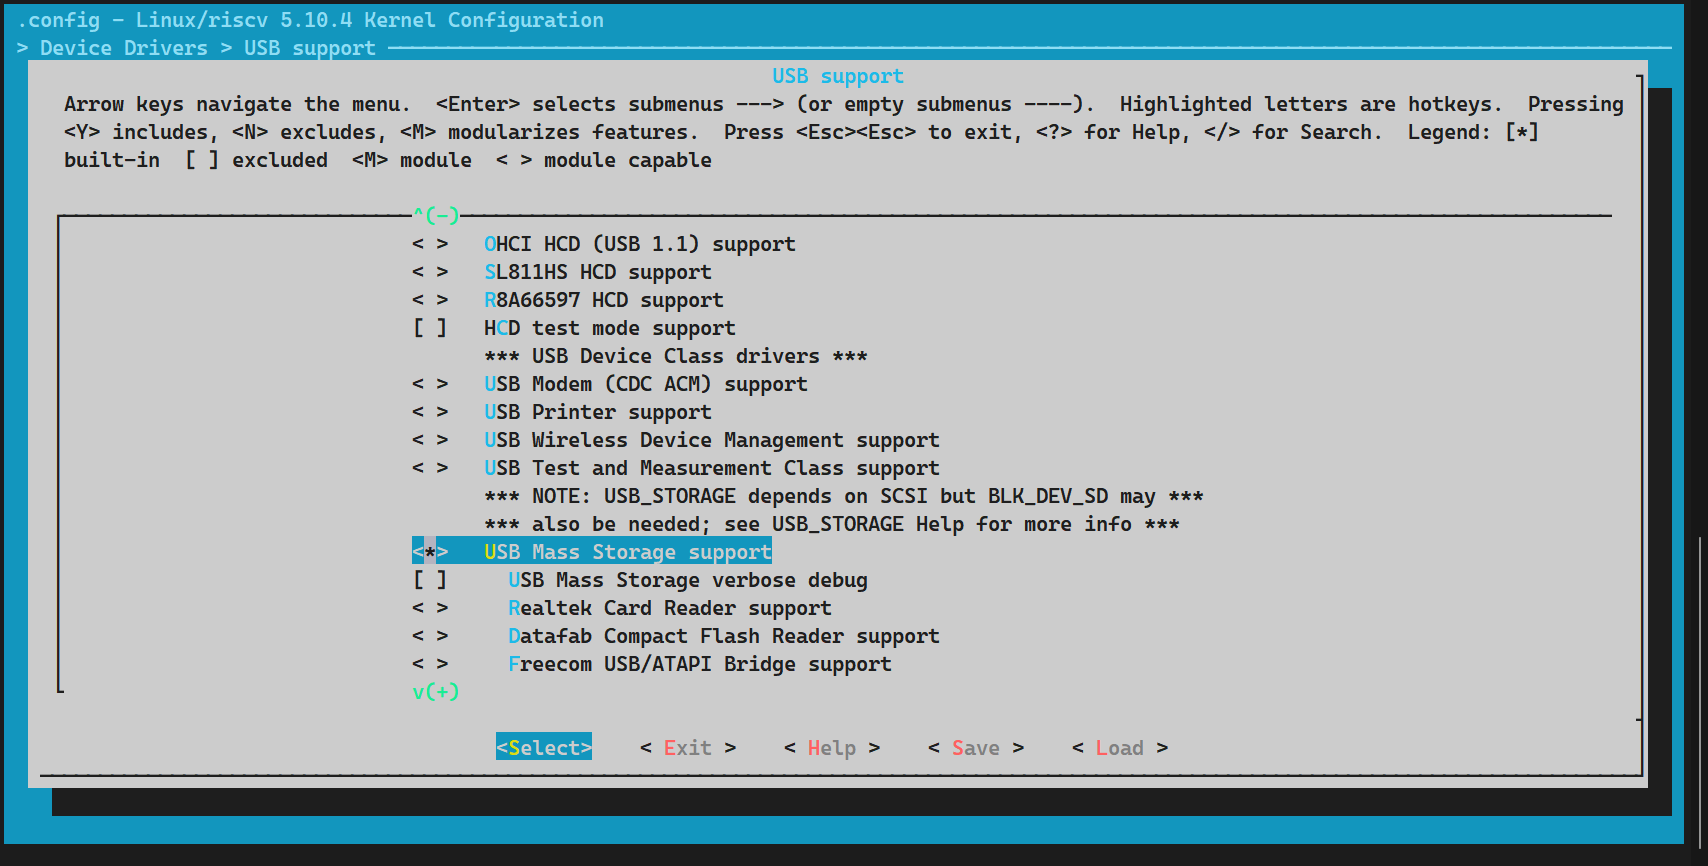 .config - Linux/riscv 5.10.4 Kernel Configuration
> Device Drivers > USB support
USB support
Arrow keys navigate the menu.  <Enter> selects submenus ---> (or empty submenus ----).  Highlighted letters are hotkeys.  Pressing
<Y> includes, <N> excludes, <M> modularizes features.  Press <Esc><Esc> to exit, <?> for Help, </> for Search.  Legend: [*]
built-in  [ ] excluded  <M> module  < > module capable
^(-)
< >   OHCI HCD (USB 1.1) support
< >   SL811HS HCD support
< >   R8A66597 HCD support
[ ]   HCD test mode support
*** USB Device Class drivers ***
< >   USB Modem (CDC ACM) support
< >   USB Printer support
< >   USB Wireless Device Management support
< >   USB Test and Measurement Class support
*** NOTE: USB_STORAGE depends on SCSI but BLK_DEV_SD may ***
*** also be needed; see USB_STORAGE Help for more info ***
<*>   USB Mass Storage support
[ ]     USB Mass Storage verbose debug
< >     Realtek Card Reader support
< >     Datafab Compact Flash Reader support
< >     Freecom USB/ATAPI Bridge support
v(+)
<Select>    < Exit >    < Help >    < Save >    < Load >